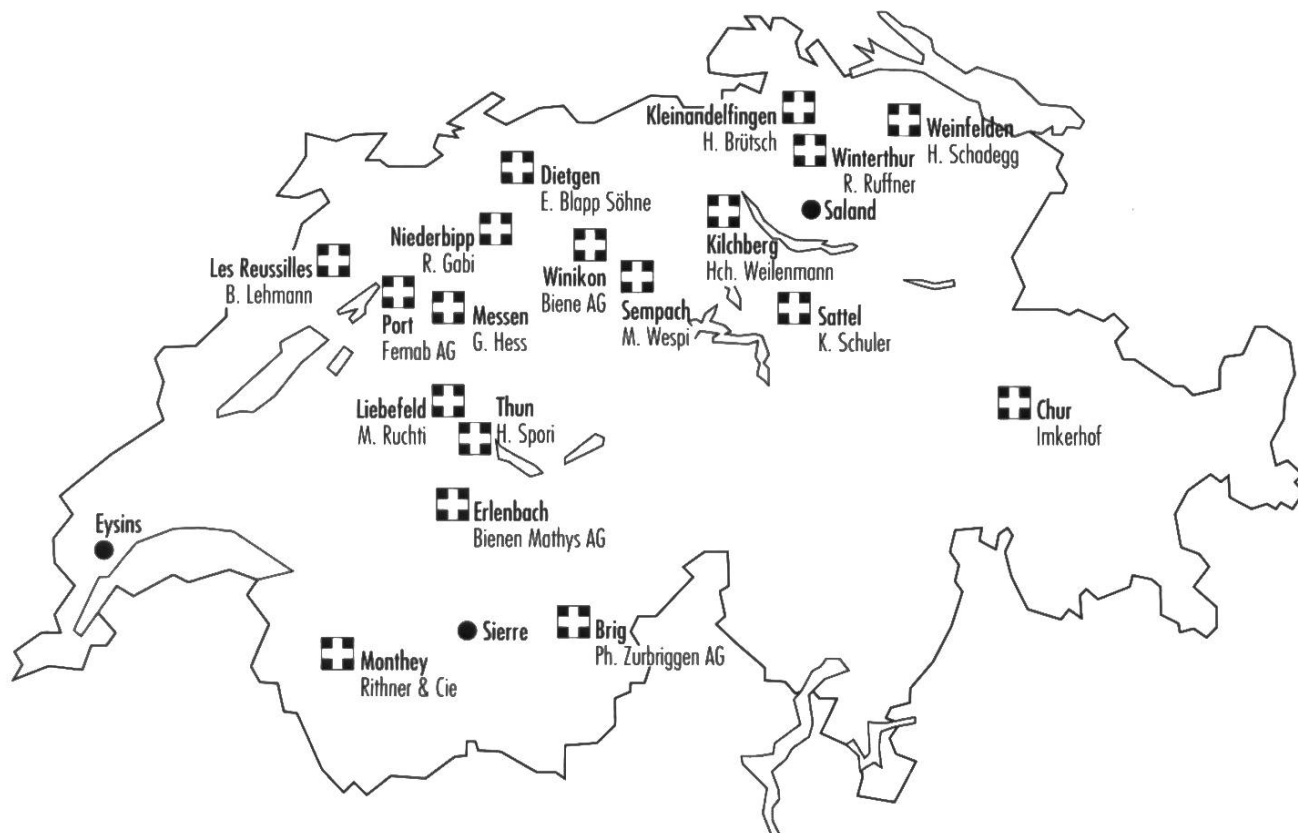 Kleinandelfingen
H. Brütsch
Weinfelden
H. Schadegg
Winterthur
R. Ruffner
Dietgen
E. Blapp Söhne
Saland
Niederbipp
R. Gabi
Kilchberg
Hch. Weilenmann
Les Reussilles
B. Lehmann
Winikon
Biene AG
Sempach
M. Wespi
Port
Fernab AG
Messen
G. Hess
Sattel
K. Schuler
Liebefeld
M. Ruchti
Thun
H. Spori
Chur
Imkerhof
Erlenbach
Bienen Mathys AG
Eysins
Sierre
Brig
Ph. Zurbriggen AG
Monthey
Rithner & Cie